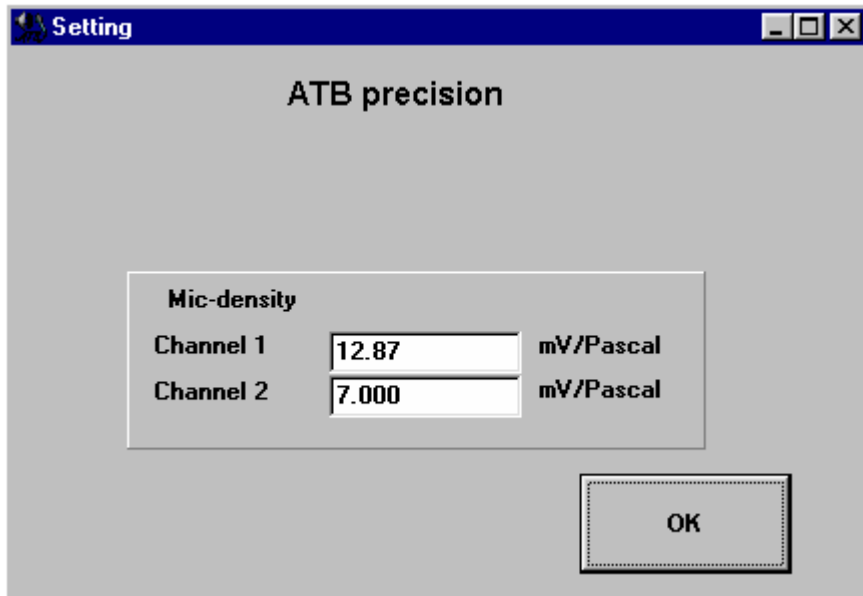 Setting
ATB precision
Mic-density
Channel 1 12.87 mV/Pascal
Channel 2 7.000 mV/Pascal
OK